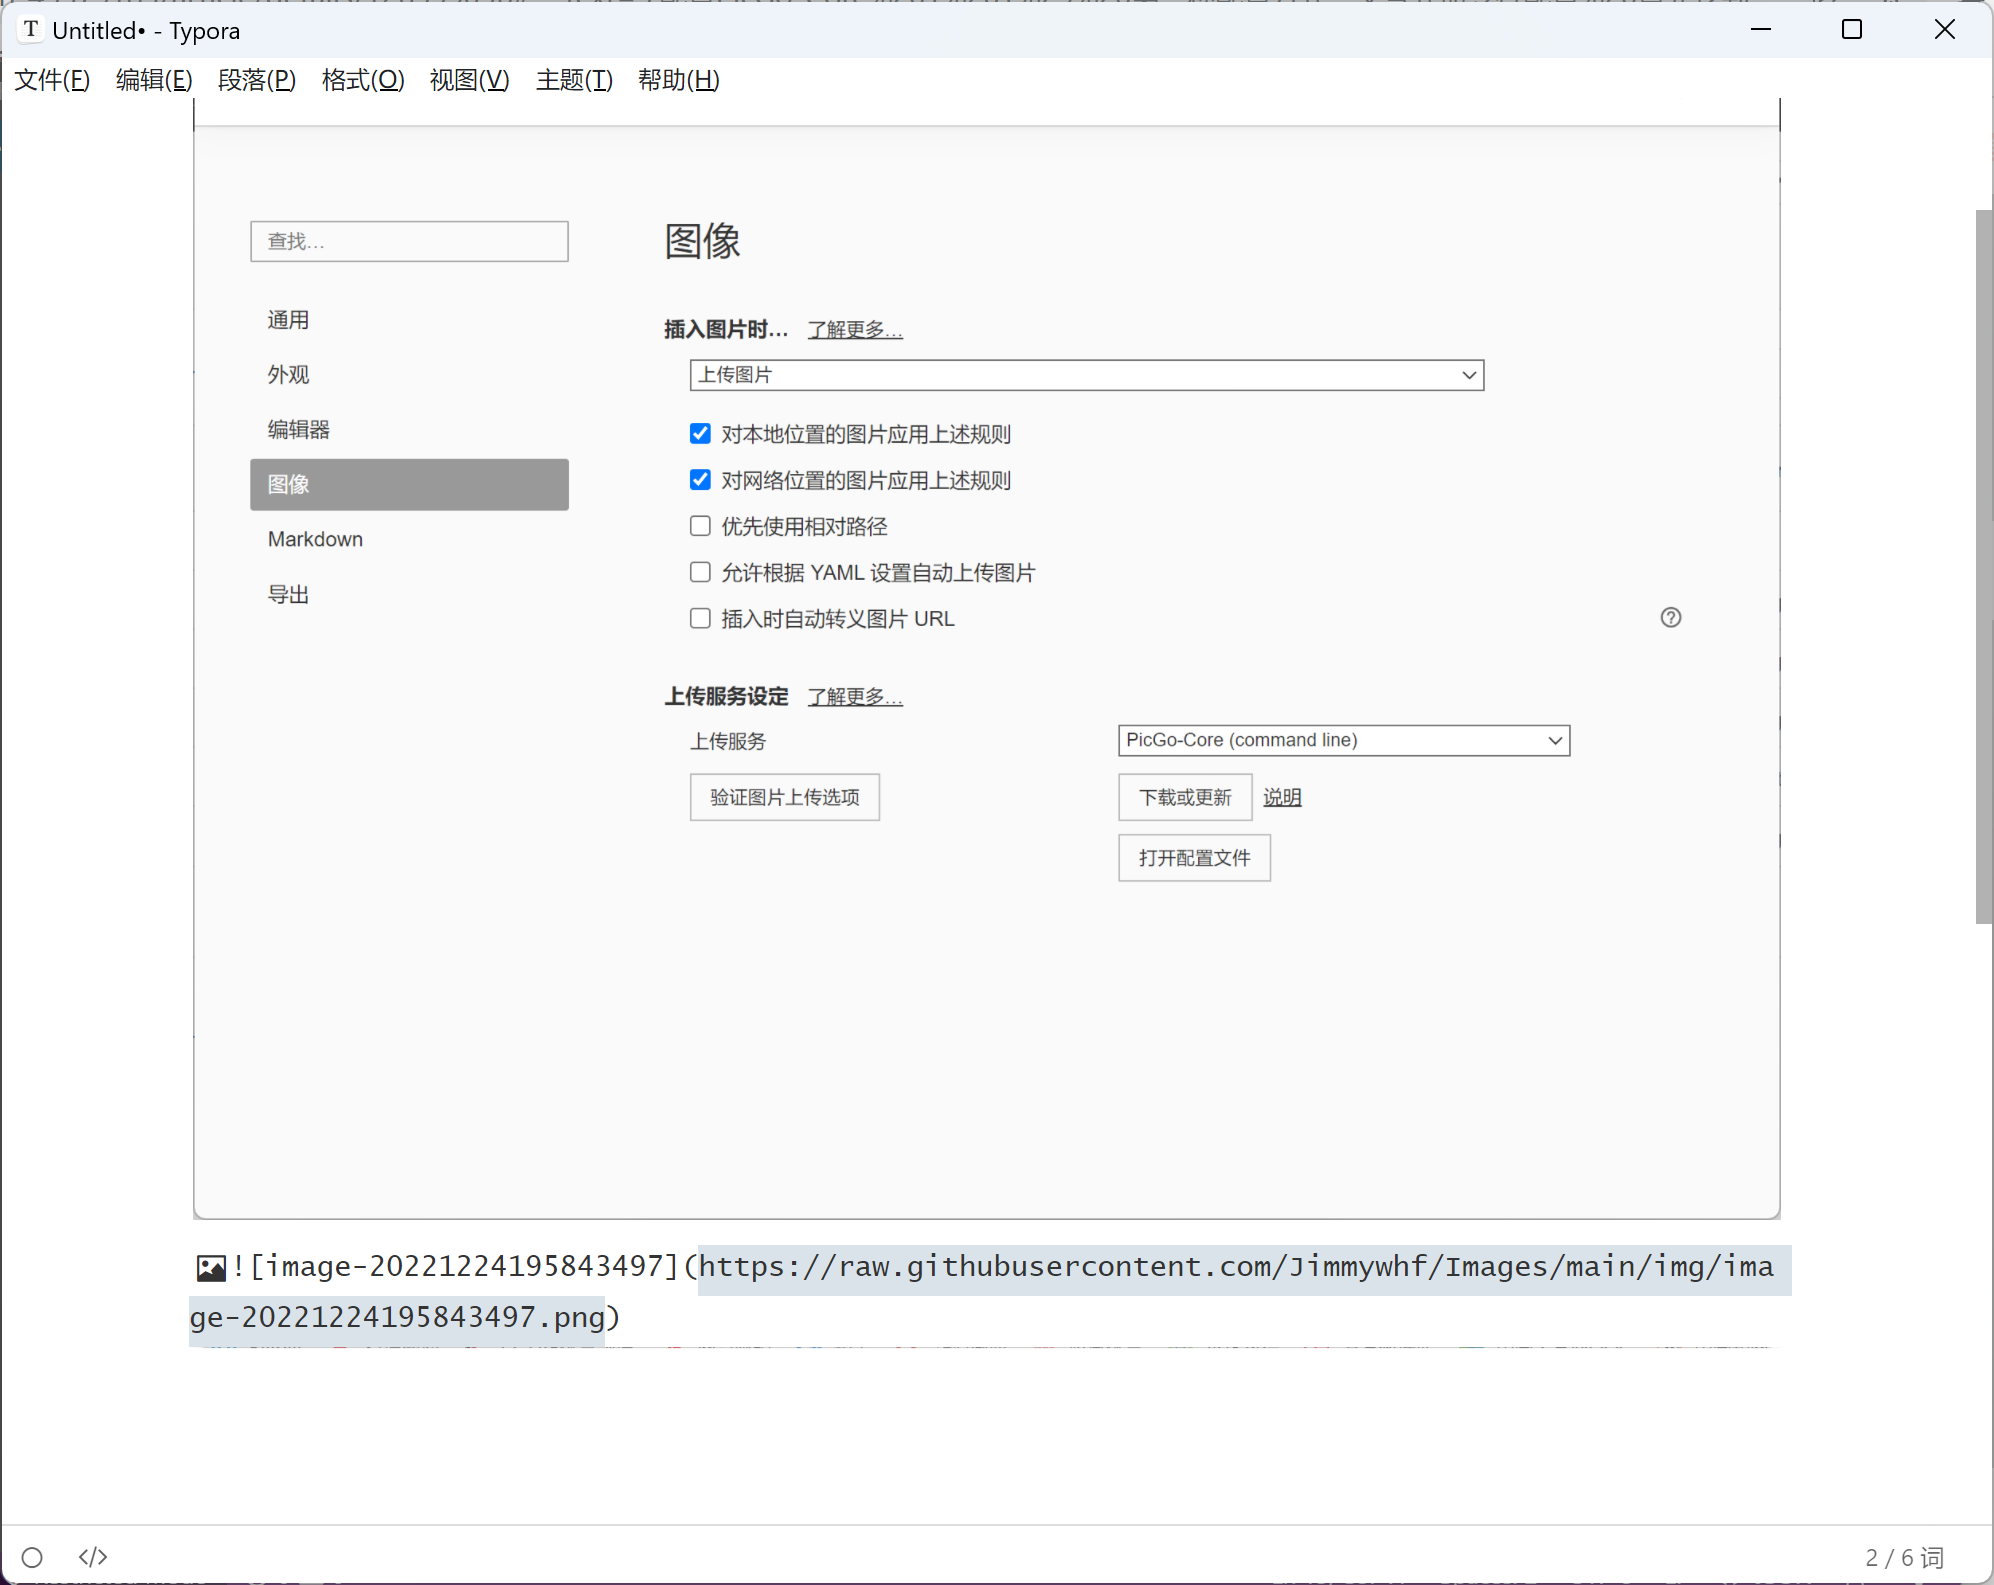 Untitled• - Typora
文件(F) 编辑(E) 段落(P) 格式(O) 视图(V) 主题(T) 帮助(H)
查找...
图像
通用
外观
编辑器
图像
Markdown
导出
插入图片时... 了解更多...
上传图片
对本地位置的图片应用上述规则
对网络位置的图片应用上述规则
优先使用相对路径
允许根据 YAML 设置自动上传图片
插入时自动转义图片 URL
上传服务设定 了解更多...
上传服务 PicGo-Core (command line)
验证图片上传选项 下载或更新 说明
打开配置文件
![image-20221224195843497](https://raw.githubusercontent.com/Jimmywhf/Images/main/img/ima
ge-20221224195843497.png)
2 / 6 词